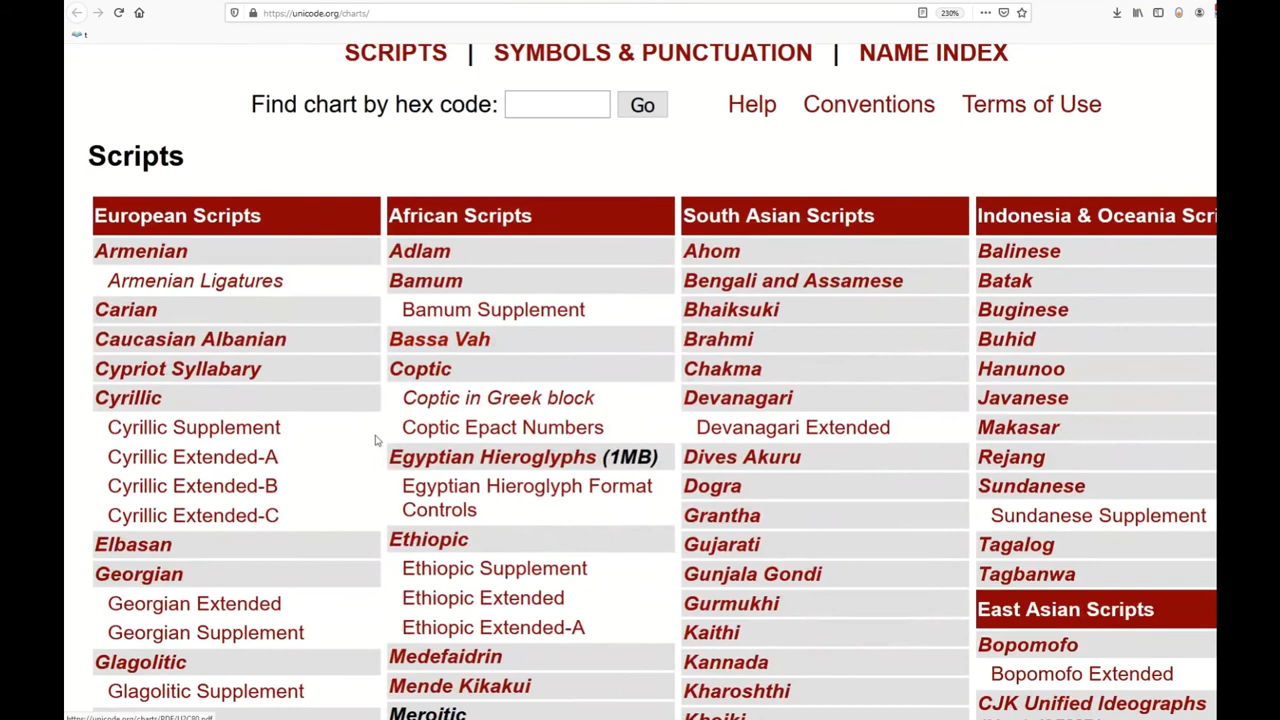 https://unicode.org/charts/
230%
t
SCRIPTS | SYMBOLS & PUNCTUATION | NAME INDEX
Find chart by hex code: Go Help Conventions Terms of Use
Scripts
European Scripts
Armenian
Armenian Ligatures
Carian
Caucasian Albanian
Cypriot Syllabary
Cyrillic
Cyrillic Supplement
Cyrillic Extended-A
Cyrillic Extended-B
Cyrillic Extended-C
Elbasan
Georgian
Georgian Extended
Georgian Supplement
Glagolitic
Glagolitic Supplement
African Scripts
Adlam
Bamum
Bamum Supplement
Bassa Vah
Coptic
Coptic in Greek block
Coptic Epact Numbers
Egyptian Hieroglyphs (1MB)
Egyptian Hieroglyph Format
Controls
Ethiopic
Ethiopic Supplement
Ethiopic Extended
Ethiopic Extended-A
Medefaidrin
Mende Kikakui
Meroitic
South Asian Scripts
Ahom
Bengali and Assamese
Bhaiksuki
Brahmi
Chakma
Devanagari
Devanagari Extended
Dives Akuru
Dogra
Grantha
Gujarati
Gunjala Gondi
Gurmukhi
Kaithi
Kannada
Kharoshthi
Khojki
Indonesia & Oceania Scri
Balinese
Batak
Buginese
Buhid
Hanunoo
Javanese
Makasar
Rejang
Sundanese
Sundanese Supplement
Tagalog
Tagbanwa
East Asian Scripts
Bopomofo
Bopomofo Extended
CJK Unified Ideographs